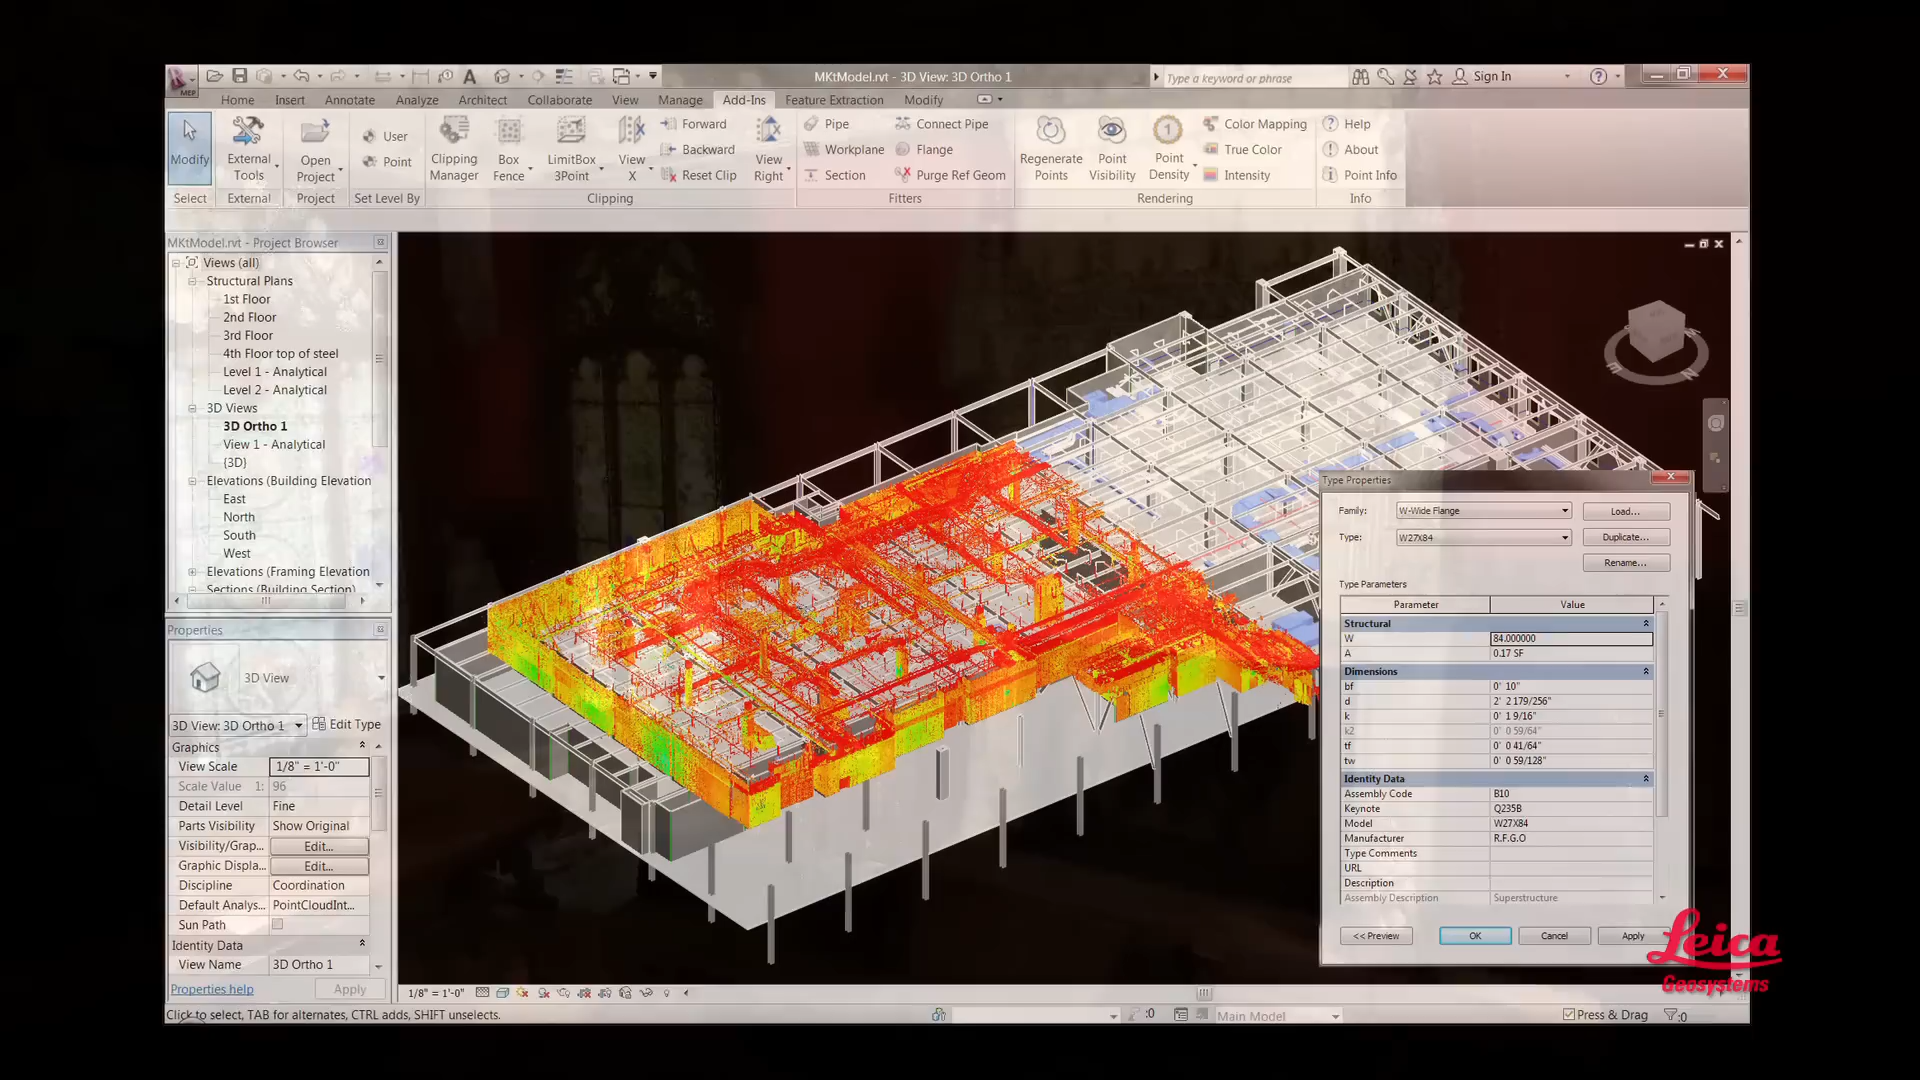 MEP
MKtModel.rvt - 3D View: 3D Ortho 1
Type a keyword or phrase
Sign In
Home Insert Annotate Analyze Architect Collaborate View Manage Add-Ins Feature Extraction Modify
Modify
External Tools
Open Project
User
Point
Clipping Manager
Box Fence
LimitBox 3Point
View X
Forward
Backward
Reset Clip
View Right
Pipe
Workplane
Section
Connect Pipe
Flange
Purge Ref Geom
Regenerate Points
Point Visibility
Point Density
Color Mapping
True Color
Intensity
Help
About
Point Info
Select External Project Set Level By Clipping Fitters Rendering Info
MKtModel.rvt - Project Browser
Views (all)
Structural Plans
1st Floor
2nd Floor
3rd Floor
4th Floor top of steel
Level 1 - Analytical
Level 2 - Analytical
3D Views
3D Ortho 1
View 1 - Analytical
{3D}
Elevations (Building Elevation
East
North
South
West
Elevations (Framing Elevation
Sections (Building Section)
Properties
3D View
3D View: 3D Ortho 1 Edit Type
Graphics
View Scale 1/8" = 1'-0"
Scale Value 1: 96
Detail Level Fine
Parts Visibility Show Original
Visibility/Grap... Edit...
Graphic Displa... Edit...
Discipline Coordination
Default Analys... PointCloudInt...
Sun Path
Identity Data
View Name 3D Ortho 1
Properties help Apply
Type Properties
Family: W-Wide Flange Load...
Type: W27X84 Duplicate...
Rename...
Type Parameters
Parameter Value
Structural
W 84.000000
A 0.17 SF
Dimensions
bf 0' 10"
d 2' 2 179/256"
k 0' 1 9/16"
k2 0' 0 59/64"
tf 0' 0 41/64"
tw 0' 0 59/128"
Identity Data
Assembly Code B10
Keynote Q235B
Model W27X84
Manufacturer R.F.G.O
Type Comments
URL
Description
Assembly Description Superstructure
<< Preview OK Cancel Apply
Leica
Geosystems
1/8" = 1'-0"
Click to select, TAB for alternates, CTRL adds, SHIFT unselects.
:0
Main Model
Press & Drag
:0